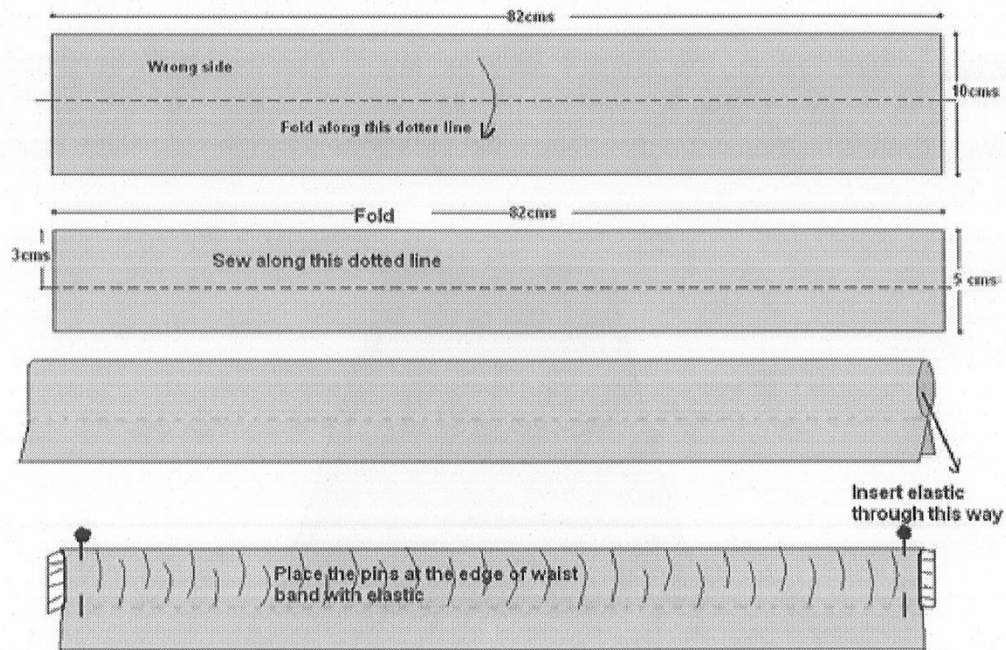 82cms
Wrong side
10cms
Fold along this dotter line
Fold
82cms
3cms
Sew along this dotted line
5 cms
Insert elastic
through this way
Place the pins at the edge of waist
band with elastic